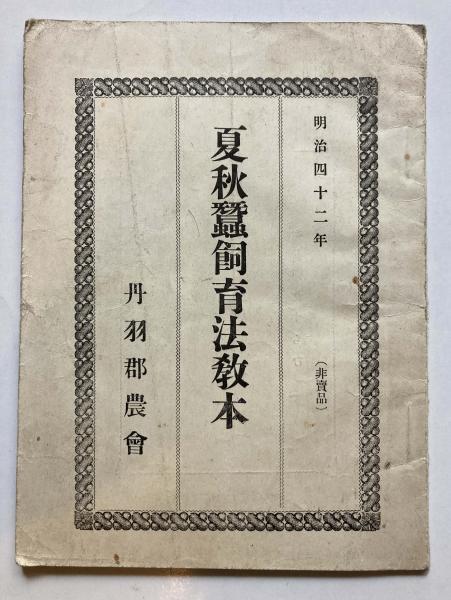 明治四十二年
(非賣品)
夏秋蠶飼育法教本
丹羽郡農會